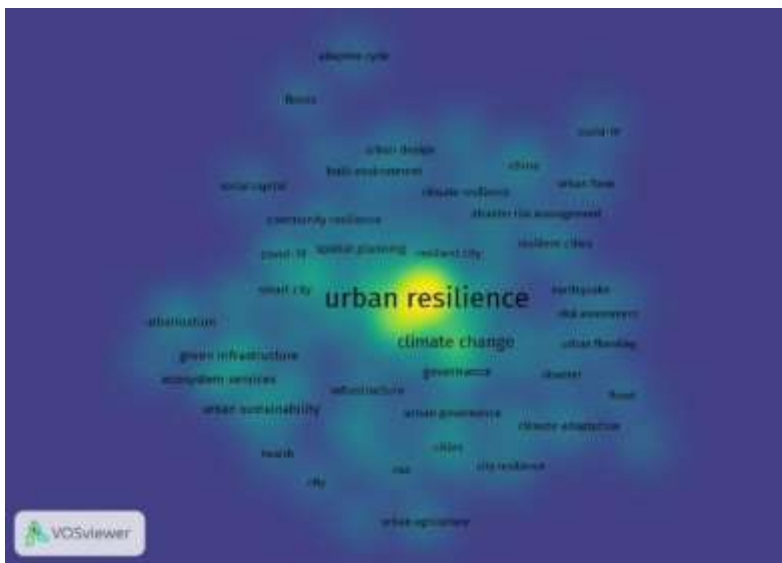 adaptive cycle
floods
covid-19
urban design
china
built environment
social capital
climate resilience
urban form
community resilience
disaster risk management
covid-19
spatial planning
resilient city
resilient cities
smart city
urban resilience
earthquake
risk assessment
urbanization
climate change
urban flooding
green infrastructure
ecosystem services
governance
disaster
infrastructure
flood
urban sustainability
urban governance
climate adaptation
cities
health
city resilience
city
urban agriculture
VOSviewer